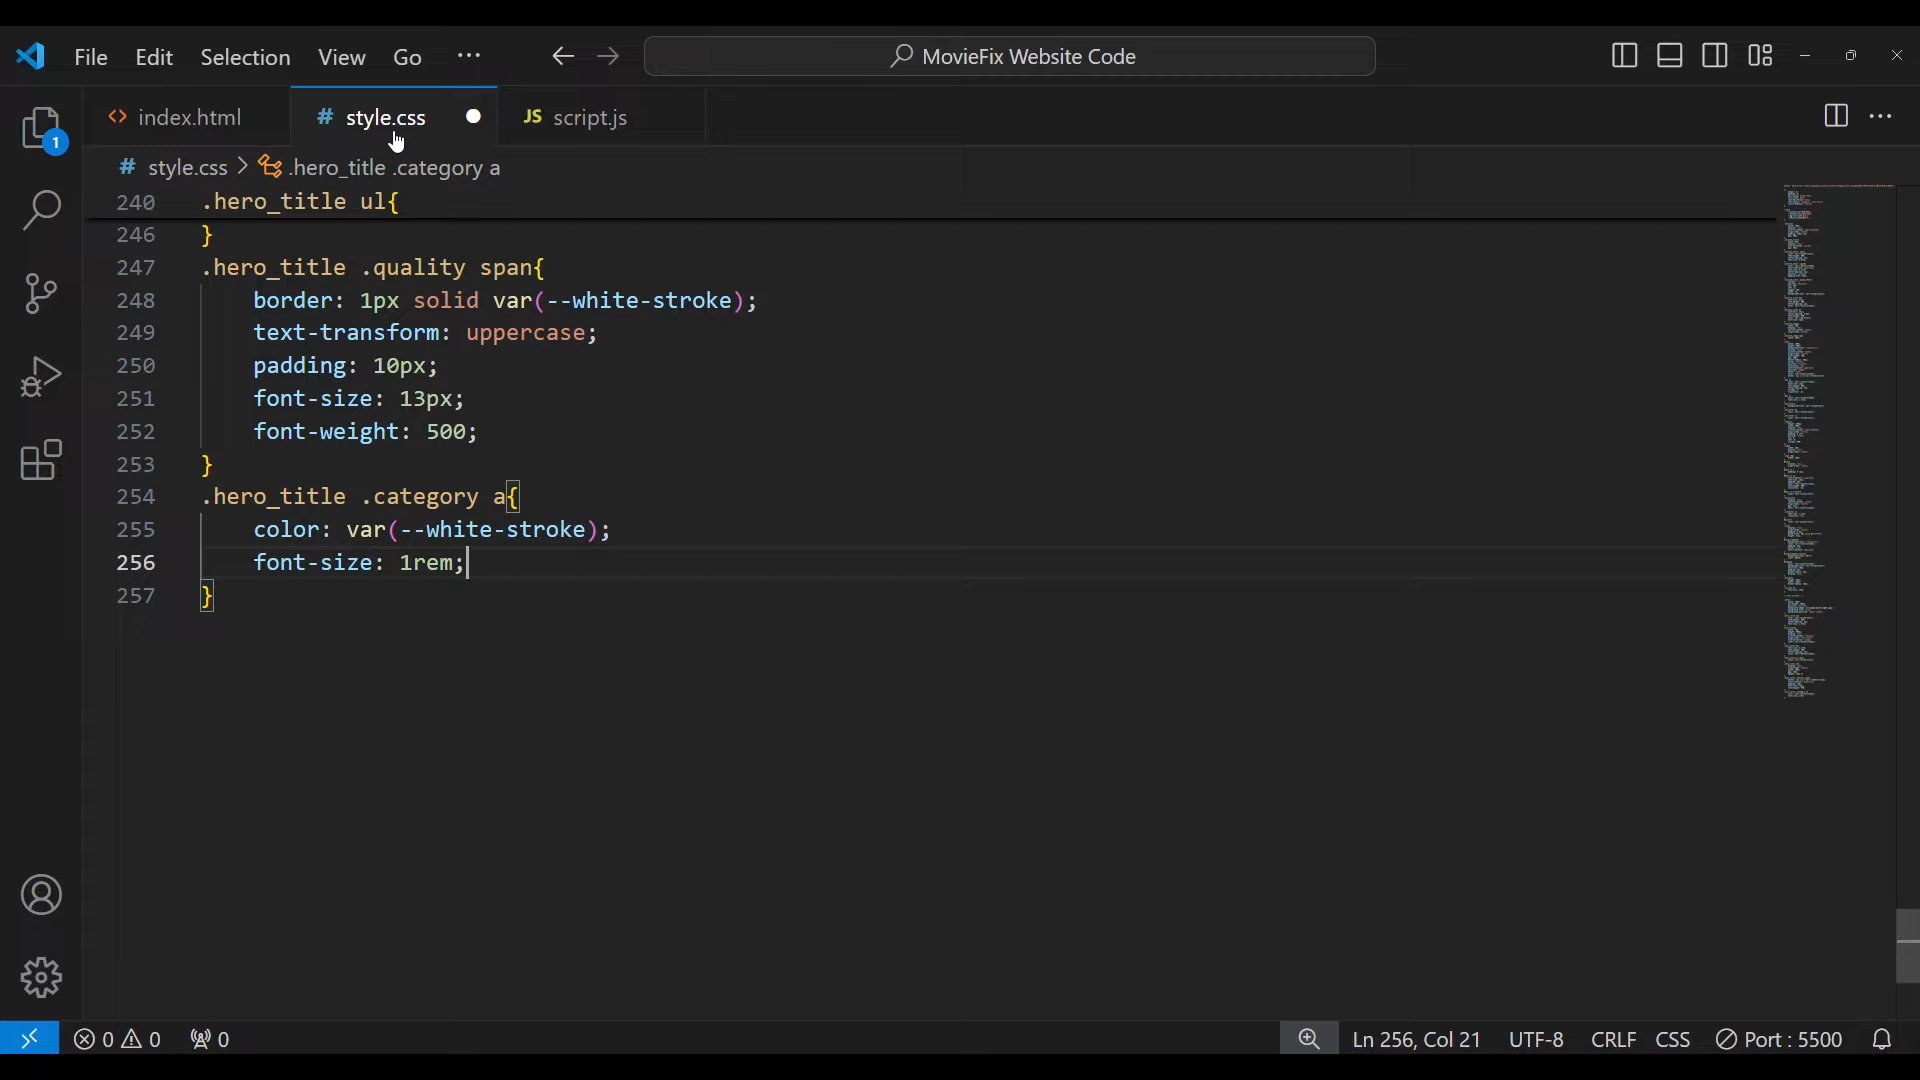 File Edit Selection View Go ··· MovieFix Website Code
1
<> index.html # style.css JS script.js
# style.css > .hero_title .category a
240 .hero_title ul{
246 }
247 .hero_title .quality span{
248 border: 1px solid var(--white-stroke);
249 text-transform: uppercase;
250 padding: 10px;
251 font-size: 13px;
252 font-weight: 500;
253 }
254 .hero_title .category a{
255 color: var(--white-stroke);
256 font-size: 1rem;
257 }
0 0 0 Ln 256, Col 21 UTF-8 CRLF CSS Port : 5500